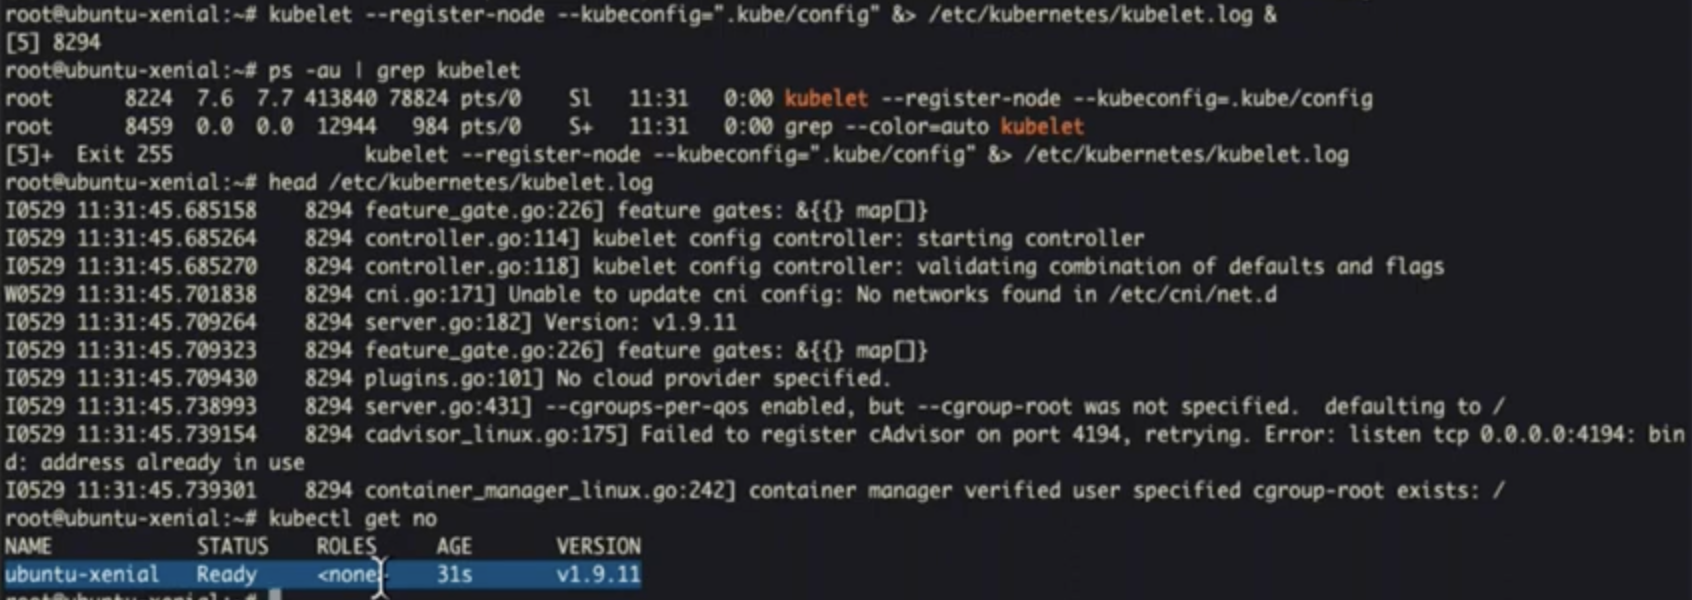 root@ubuntu-xenial:~# kubelet --register-node --kubeconfig=".kube/config" &> /etc/kubernetes/kubelet.log &
[5] 8294
root@ubuntu-xenial:~# ps -au | grep kubelet
root      8224  7.6  7.7 413840 78824 pts/0    Sl   11:31   0:00 kubelet --register-node --kubeconfig=.kube/config
root      8459  0.0  0.0  12944   984 pts/0    S+   11:31   0:00 grep --color=auto kubelet
[5]+  Exit 255                kubelet --register-node --kubeconfig=".kube/config" &> /etc/kubernetes/kubelet.log
root@ubuntu-xenial:~# head /etc/kubernetes/kubelet.log
I0529 11:31:45.685158    8294 feature_gate.go:226] feature gates: &{{} map[]}
I0529 11:31:45.685264    8294 controller.go:114] kubelet config controller: starting controller
I0529 11:31:45.685270    8294 controller.go:118] kubelet config controller: validating combination of defaults and flags
W0529 11:31:45.701838    8294 cni.go:171] Unable to update cni config: No networks found in /etc/cni/net.d
I0529 11:31:45.709264    8294 server.go:182] Version: v1.9.11
I0529 11:31:45.709323    8294 feature_gate.go:226] feature gates: &{{} map[]}
I0529 11:31:45.709430    8294 plugins.go:101] No cloud provider specified.
I0529 11:31:45.738993    8294 server.go:431] --cgroups-per-qos enabled, but --cgroup-root was not specified.  defaulting to /
I0529 11:31:45.739154    8294 cadvisor_linux.go:175] Failed to register cAdvisor on port 4194, retrying. Error: listen tcp 0.0.0.0:4194: bin
d: address already in use
I0529 11:31:45.739301    8294 container_manager_linux.go:242] container manager verified user specified cgroup-root exists: /
root@ubuntu-xenial:~# kubectl get no
NAME            STATUS    ROLES     AGE       VERSION
ubuntu-xenial   Ready     <none>    31s       v1.9.11
root@ubuntu-xenial:~#